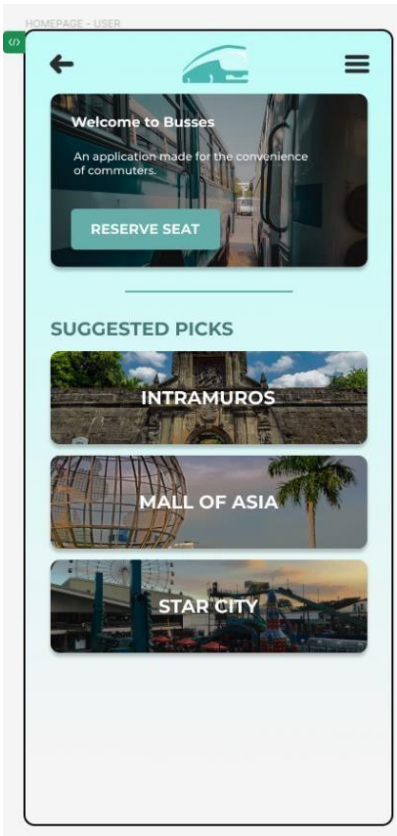 HOMEPAGE - USER
</>
Welcome to Busses
An application made for the convenience
of commuters.
RESERVE SEAT
SUGGESTED PICKS
INTRAMUROS
MALL OF ASIA
STAR CITY